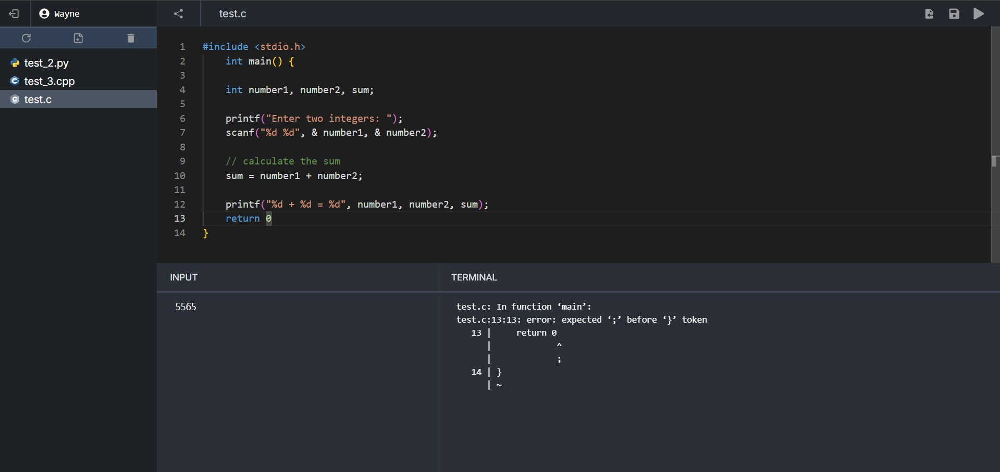 Wayne
test.c
test_2.py
test_3.cpp
test.c
1 #include <stdio.h>
2     int main() {
3
4     int number1, number2, sum;
5
6     printf("Enter two integers: ");
7     scanf("%d %d", & number1, & number2);
8
9     // calculate the sum
10     sum = number1 + number2;
11
12     printf("%d + %d = %d", number1, number2, sum);
13     return 0
14 }
INPUT
5565
TERMINAL
test.c: In function ‘main’:
test.c:13:13: error: expected ‘;’ before ‘}’ token
   13 |     return 0
      |             ^
      |             ;
   14 | }
      | ~